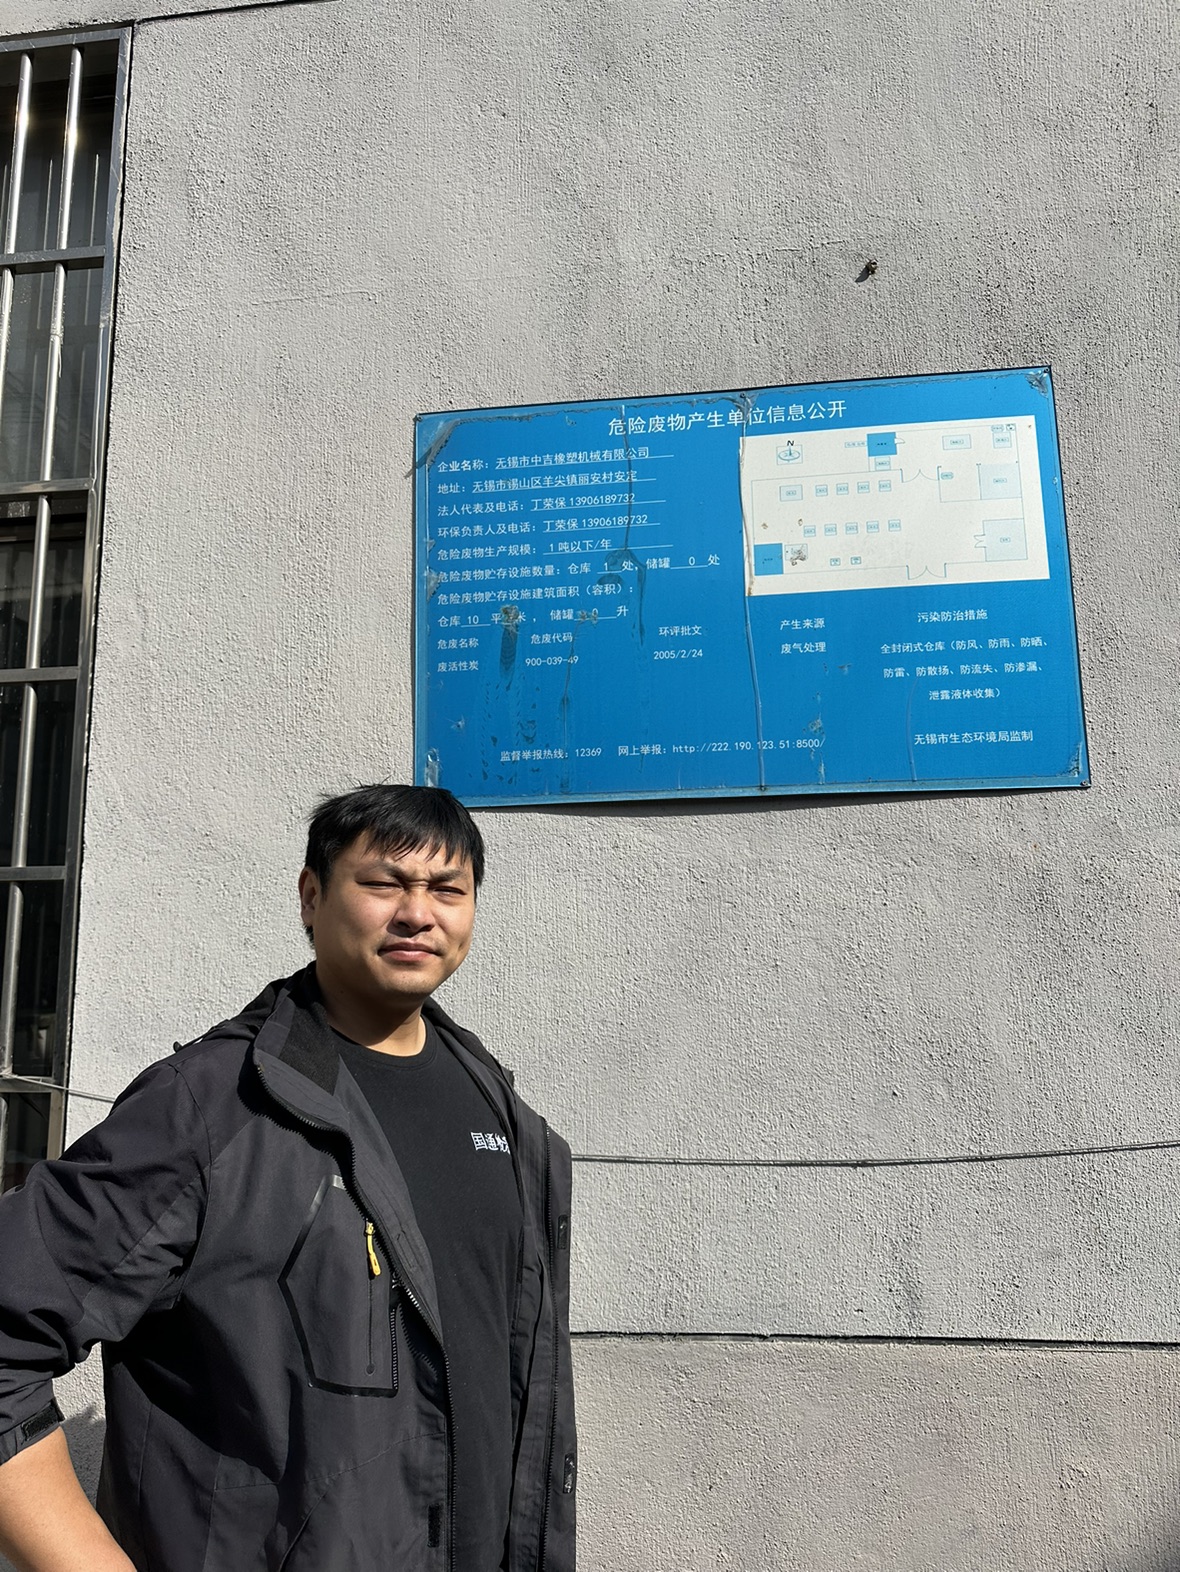 危险废物产生单位信息公开
企业名称：无锡市中吉橡塑机械有限公司
地址：无锡市锡山区羊尖镇丽安村安定
法人代表及电话：丁荣保 13906189732
环保负责人及电话：丁荣保 13906189732
危险废物生产规模：1 吨以下/年
危险废物贮存设施数量：仓库 1 处，储罐 0 处
危险废物贮存设施建筑面积（容积）：
仓库 10 平 米， 储罐 0 升
危废名称 危废代码 环评批文 产生来源 污染防治措施
废活性炭 900-039-49 2005/2/24 废气处理 全封闭式仓库（防风、防雨、防晒、
防雷、防散扬、防流失、防渗漏、
泄露液体收集）
监督举报热线：12369 网上举报：http://222.190.123.51:8500/ 无锡市生态环境局监制
N
国通